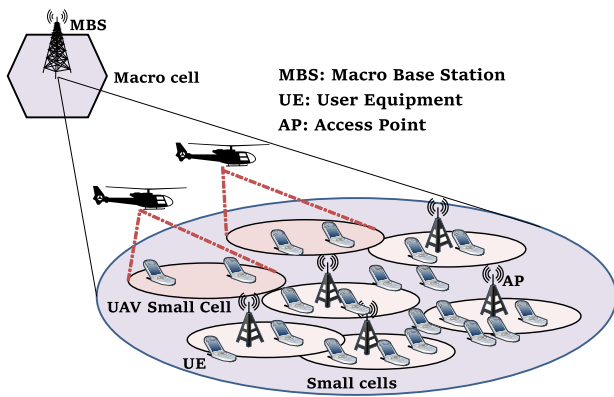 MBS
Macro cell
MBS: Macro Base Station
UE: User Equipment
AP: Access Point
AP
UAV Small Cell
UE
Small cells